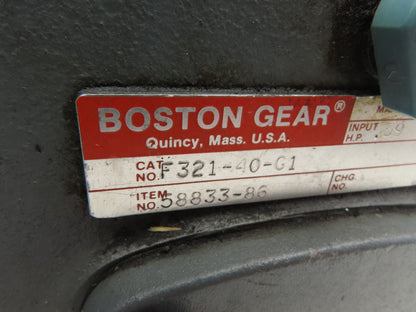 BOSTON GEAR®
Quincy, Mass. U.S.A.
INPUT H.P.
CAT. NO. F321-40-G1
ITEM NO. 58833-86
CHG. NO.